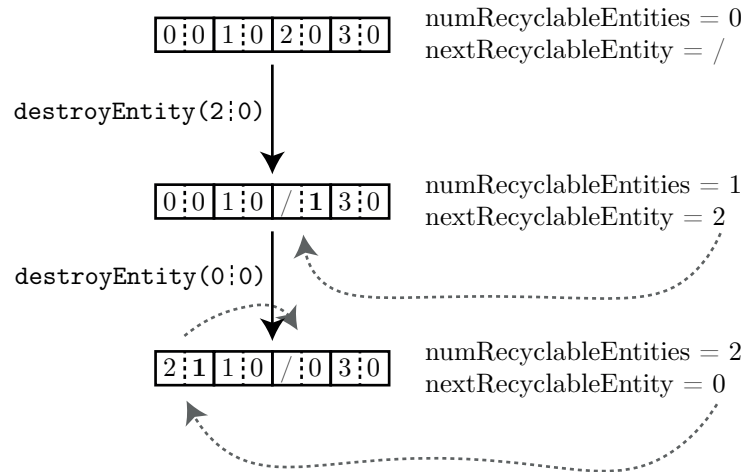 0 0 1 0 2 0 3 0
numRecyclableEntities = 0
nextRecyclableEntity = /
destroyEntity(2¦0)
0 0 1 0 / 1 3 0
numRecyclableEntities = 1
nextRecyclableEntity = 2
destroyEntity(0¦0)
2 1 1 0 / 0 3 0
numRecyclableEntities = 2
nextRecyclableEntity = 0